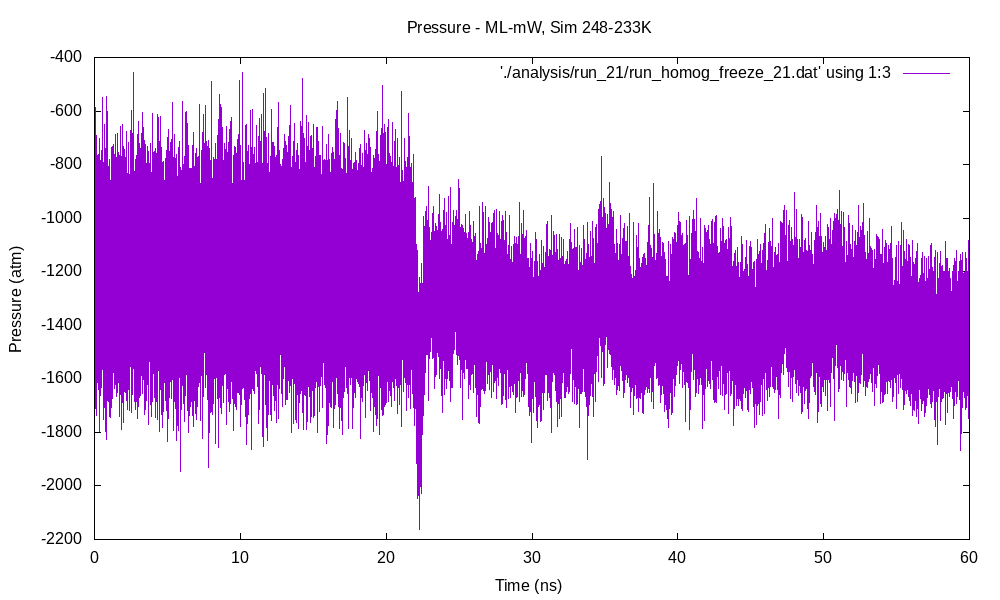 Pressure - ML-mW, Sim 248-233K
'./analysis/run_21/run_homog_freeze_21.dat' using 1:3
-400
-600
-800
-1000
-1200
-1400
-1600
-1800
-2000
-2200
Pressure (atm)
0 10 20 30 40 50 60
Time (ns)